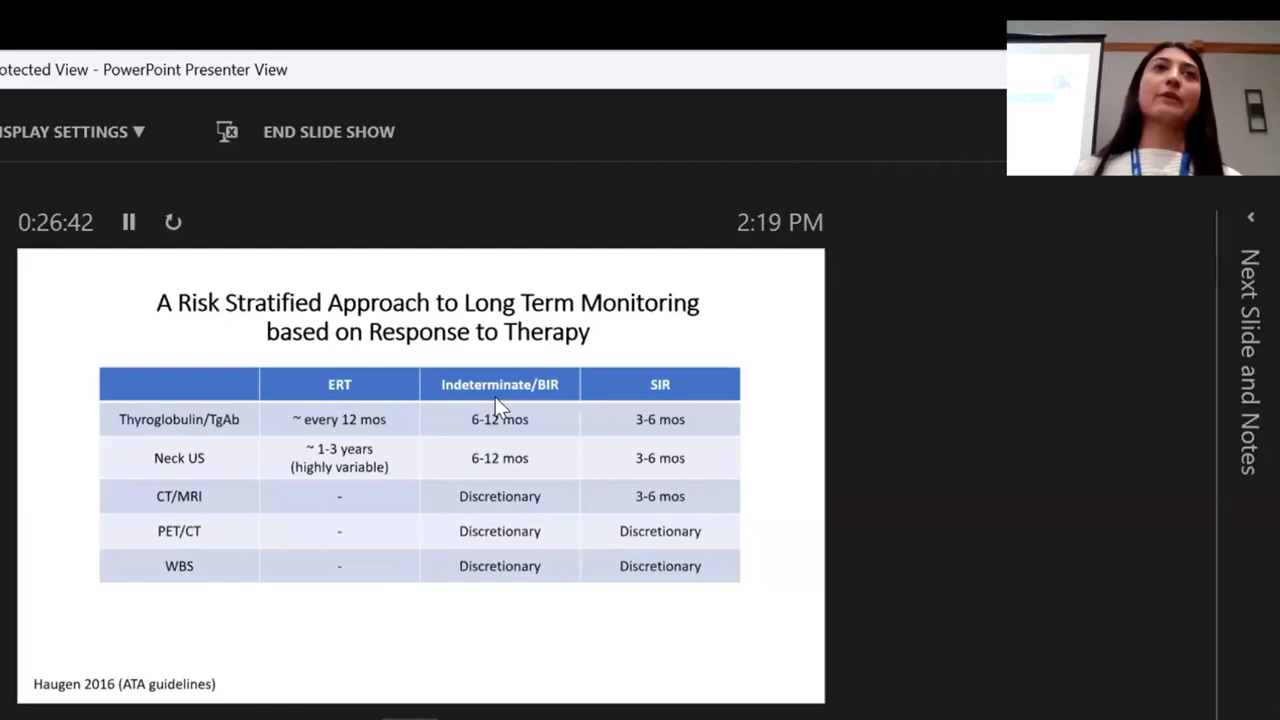 otected View - PowerPoint Presenter View
ISPLAY SETTINGS ▼ END SLIDE SHOW
0:26:42 2:19 PM
A Risk Stratified Approach to Long Term Monitoring
based on Response to Therapy
ERT Indeterminate/BIR SIR
Thyroglobulin/TgAb ~ every 12 mos 6-12 mos 3-6 mos
Neck US ~ 1-3 years (highly variable) 6-12 mos 3-6 mos
CT/MRI - Discretionary 3-6 mos
PET/CT - Discretionary Discretionary
WBS - Discretionary Discretionary
Haugen 2016 (ATA guidelines)
Next Slide and Notes